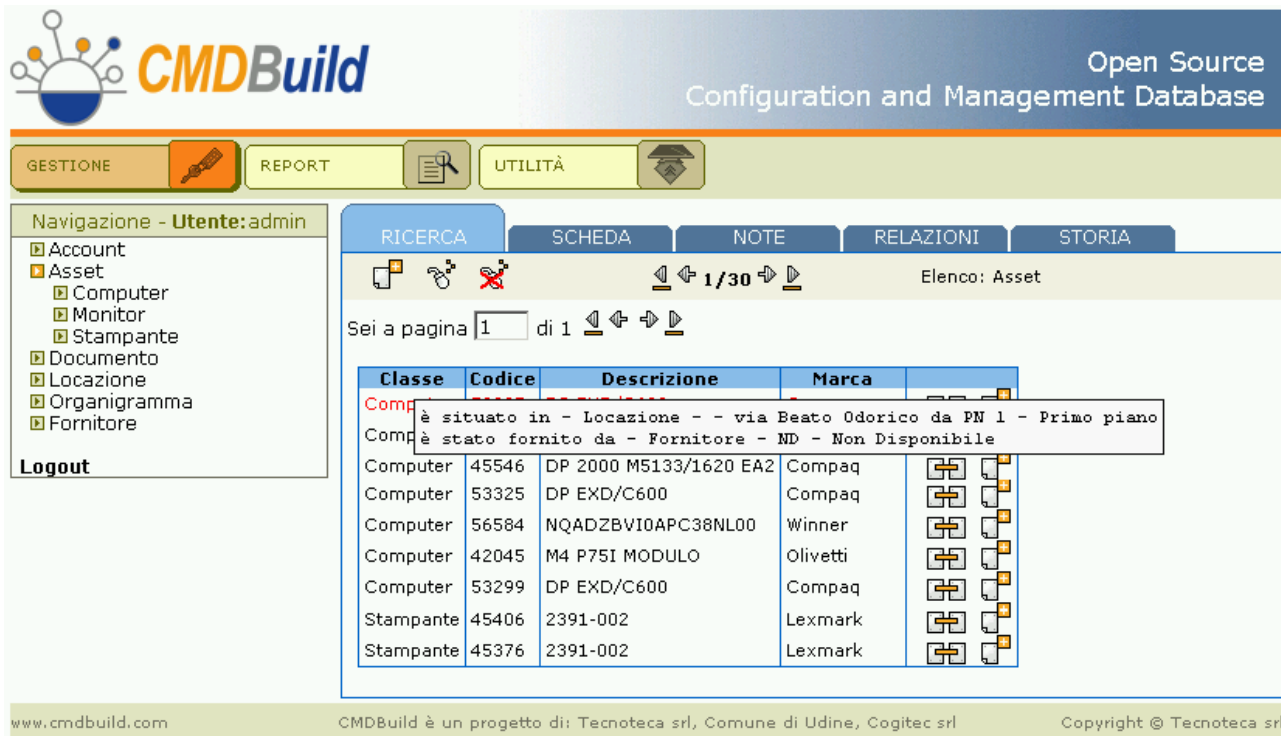 CMDBuild
Open Source
Configuration and Management Database
GESTIONE
REPORT
UTILITÀ
Navigazione - Utente:admin
Account
Asset
Computer
Monitor
Stampante
Documento
Locazione
Organigramma
Fornitore
Logout
RICERCA SCHEDA NOTE RELAZIONI STORIA
1/30 Elenco: Asset
Sei a pagina 1 di 1
Classe Codice Descrizione Marca
è situato in - Locazione - - via Beato Odorico da PN 1 - Primo piano
è stato fornito da - Fornitore - ND - Non Disponibile
Computer 45546 DP 2000 M5133/1620 EA2 Compaq
Computer 53325 DP EXD/C600 Compaq
Computer 56584 NQADZBVI0APC38NL00 Winner
Computer 42045 M4 P75I MODULO Olivetti
Computer 53299 DP EXD/C600 Compaq
Stampante 45406 2391-002 Lexmark
Stampante 45376 2391-002 Lexmark
www.cmdbuild.com CMDBuild è un progetto di: Tecnoteca srl, Comune di Udine, Cogitec srl Copyright © Tecnoteca srl